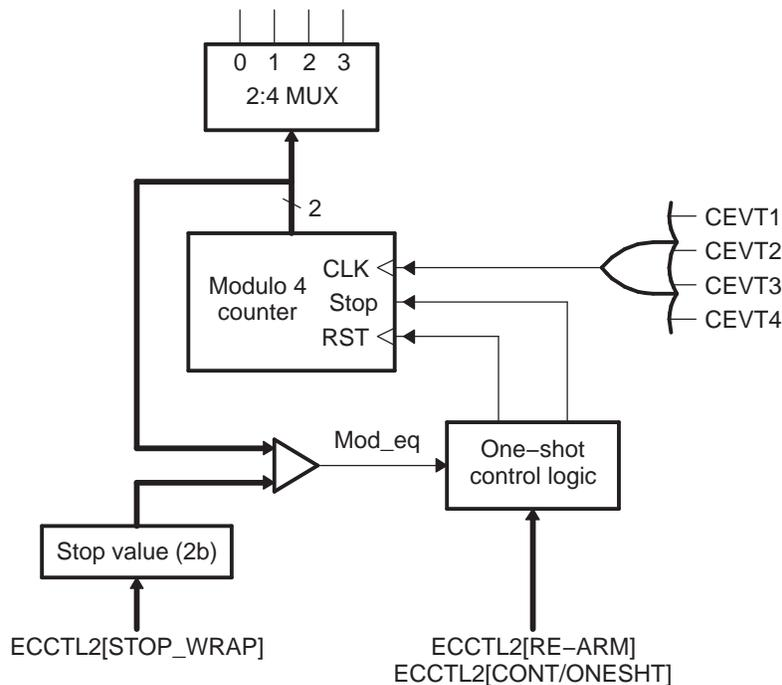 0 1 2 3
2:4 MUX
2
CEVT1
CEVT2
CEVT3
CEVT4
Modulo 4
counter
CLK
Stop
RST
Mod_eq
One−shot
control logic
Stop value (2b)
ECCTL2[STOP_WRAP]
ECCTL2[RE−ARM]
ECCTL2[CONT/ONESHT]